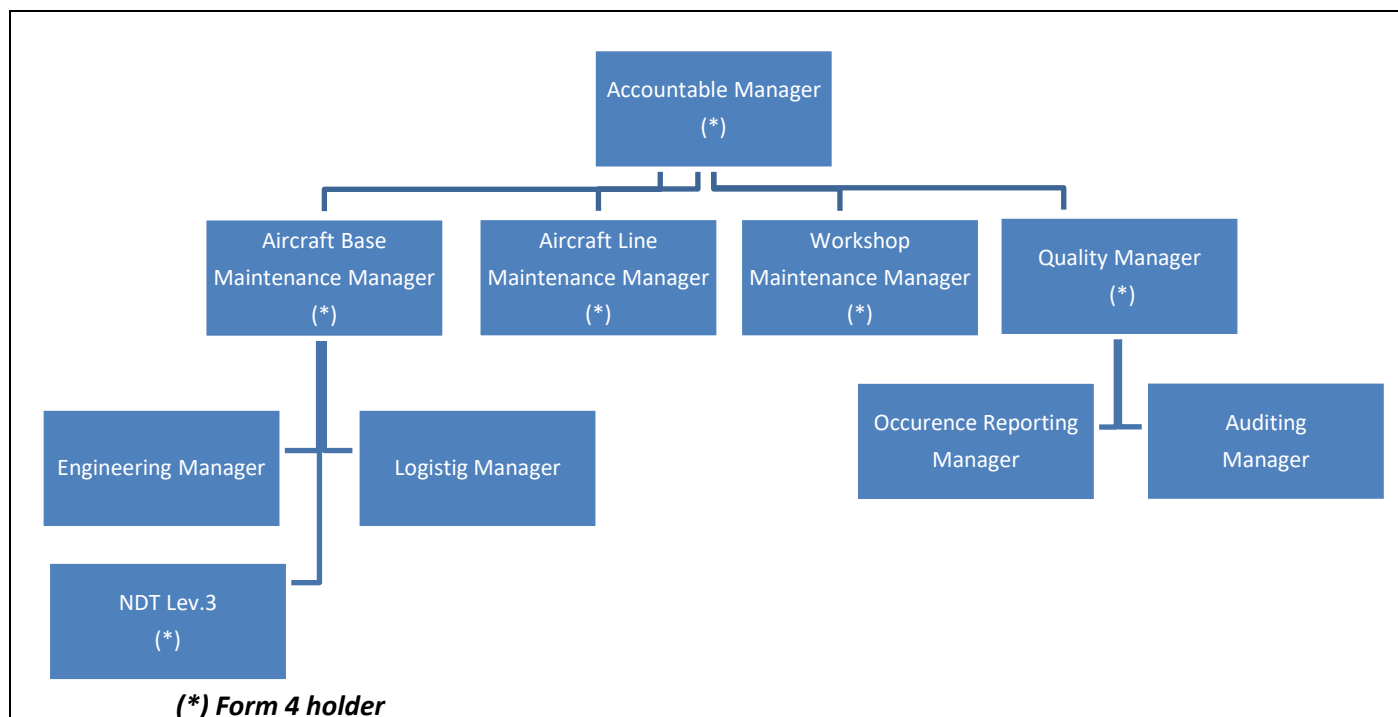 Accountable Manager
(*)
Aircraft Base
Maintenance Manager
(*)
Aircraft Line
Maintenance Manager
(*)
Workshop
Maintenance Manager
(*)
Quality Manager
(*)
Engineering Manager
Logistig Manager
Occurence Reporting
Manager
Auditing
Manager
NDT Lev.3
(*)
(*) Form 4 holder